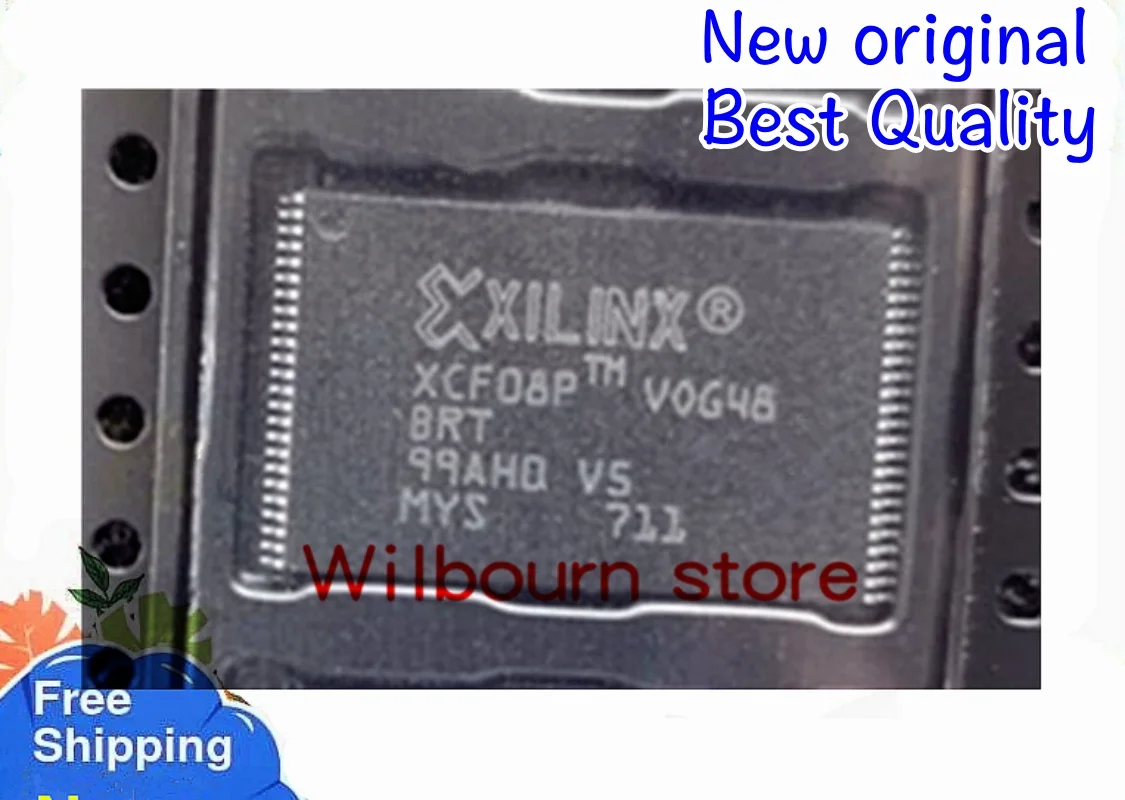 New original
Best Quality
XILINX®
XCF08P™ VOG48
8RT
99AHQ V5
MYS 711
Wilbourn store
Free
Shipping